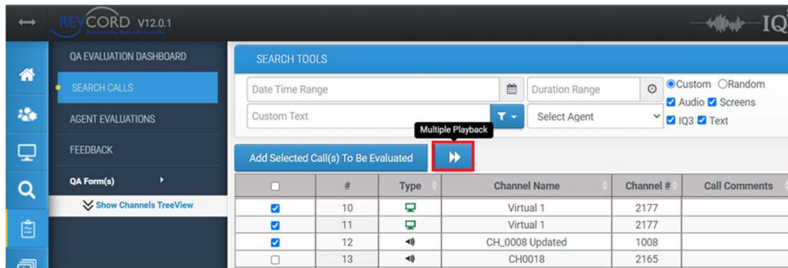 REVCORD V12.0.1
IQ
QA EVALUATION DASHBOARD
SEARCH CALLS
AGENT EVALUATIONS
FEEDBACK
QA Form(s)
Show Channels TreeView
SEARCH TOOLS
Date Time Range
Duration Range
Custom Random
Audio Screens
Custom Text
Select Agent
IQ3 Text
Multiple Playback
Add Selected Call(s) To Be Evaluated
# Type Channel Name Channel # Call Comments
10 Virtual 1 2177
11 Virtual 1 2177
12 CH_0008 Updated 1008
13 CH0018 2165